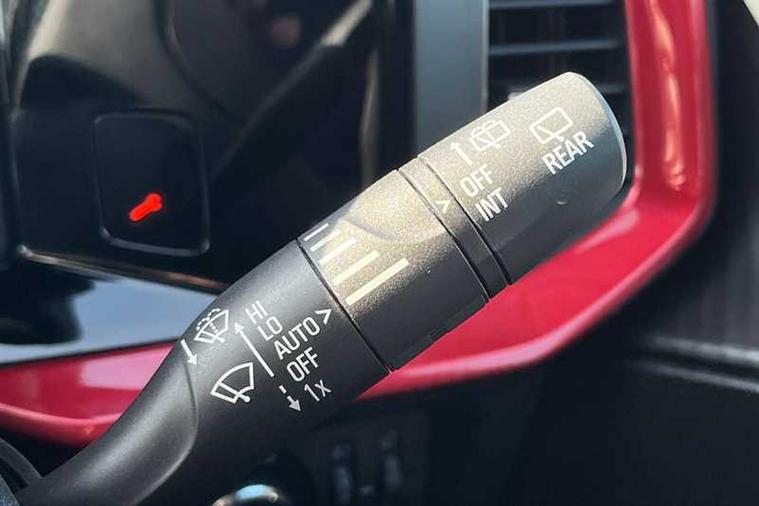 REAR
OFF
INT
HI
LO
AUTO
OFF
1x